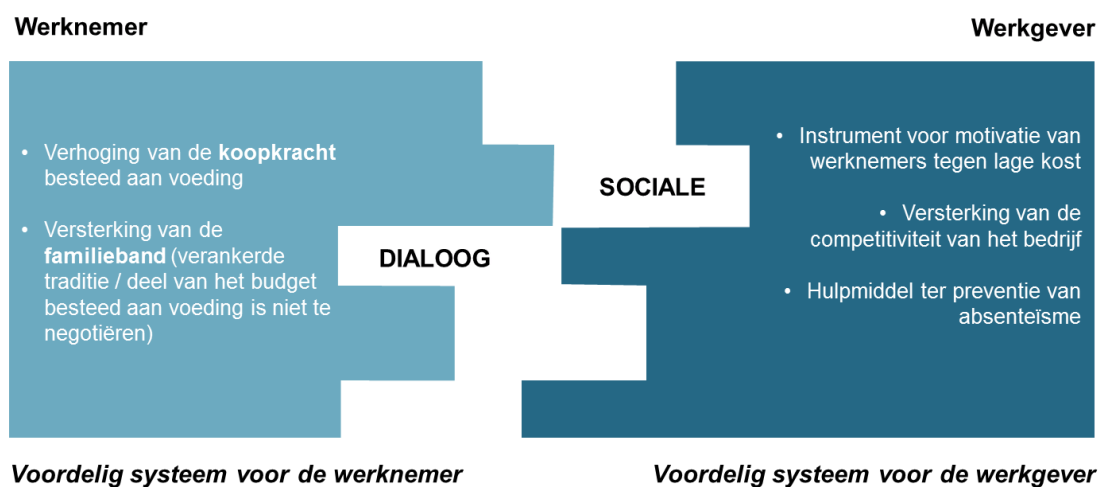 Werknemer
Werkgever
• Verhoging van de koopkracht
besteed aan voeding
• Versterking van de
familieband (verankerde
traditie / deel van het budget
besteed aan voeding is niet te
negotiëren)
SOCIALE
DIALOOG
• Instrument voor motivatie van
werknemers tegen lage kost
• Versterking van de
competitiviteit van het bedrijf
• Hulpmiddel ter preventie van
absenteïsme
Voordelig systeem voor de werknemer
Voordelig systeem voor de werkgever